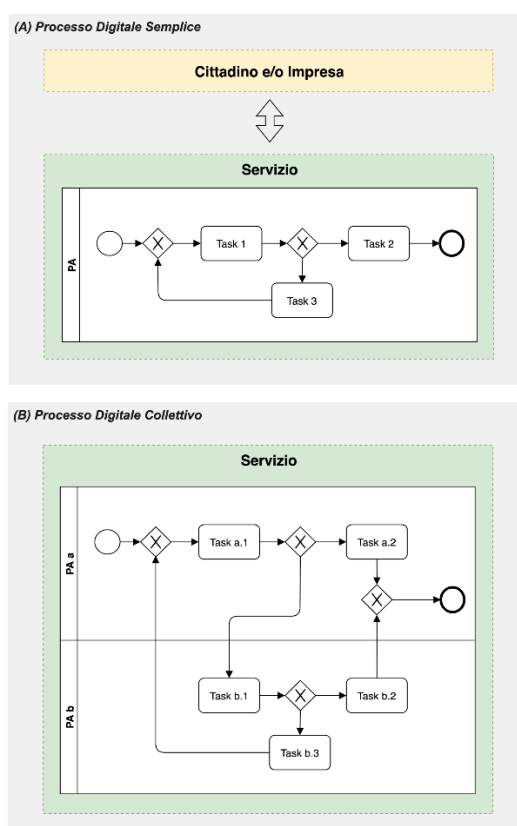 (A) Processo Digitale Semplice
Cittadino e/o Impresa
Servizio
PA
X
Task 1
X
Task 2
Task 3
(B) Processo Digitale Collettivo
Servizio
PA a
X
Task a.1
X
Task a.2
X
PA b
Task b.1
X
Task b.2
Task b.3